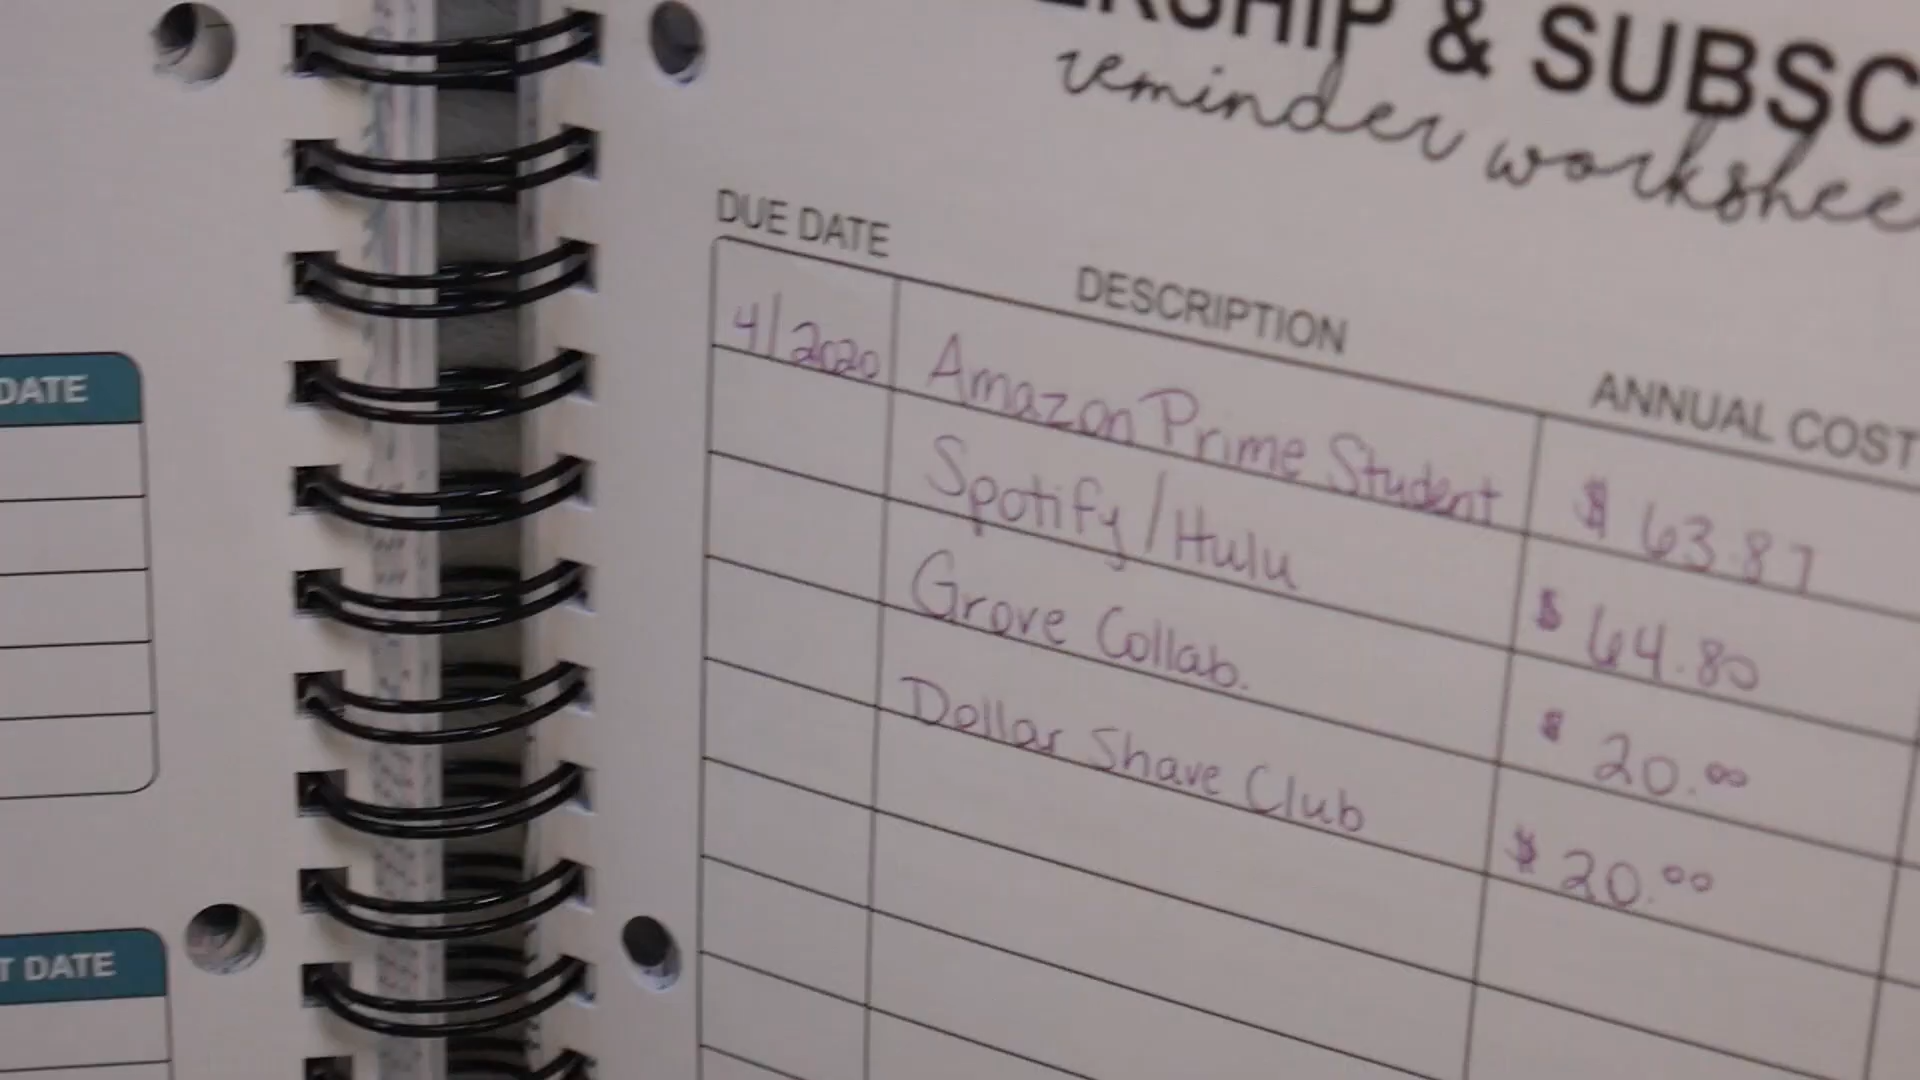 ERSHIP & SUBSC
reminder workshee
DUE DATE DESCRIPTION ANNUAL COST
4/2020 Amazon Prime Student $ 63.87
Spotify/Hulu $ 64.80
Grove Collab. $ 20.00
Dollar Shave Club $ 20.00
DATE
T DATE